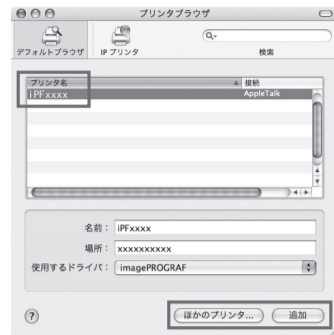 プリンタブラウザ
デフォルトブラウザ IP プリンタ 検索
プリンタ名 接続
iPFxxxx AppleTalk
名前： iPFxxxx
場所： xxxxxxxxxx
使用するドライバ： imagePROGRAF
? ほかのプリンタ... 追加